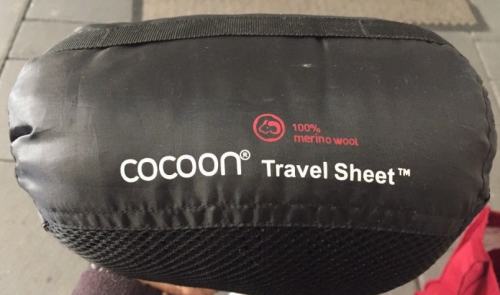 100%
merino wool
cocoon® Travel Sheet™